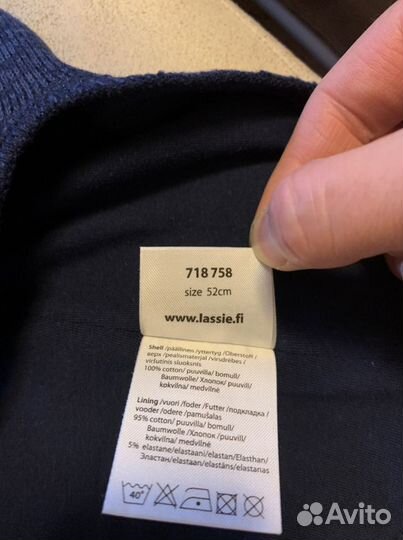 718 758
size 52cm
www.lassie.fi
Shell/päällinen/yttertyg/Oberstoff/
верх/pealismaterjal/virsdrēbes/
viršutinis sluoksnis
100% cotton/ puuvilla/ bomull/
Baumwolle/ Хлопок/ puuvill/
kokvilna/ medvilnė
Lining/vuori/foder/Futter/подкладка/
vooder/odere/pamušalas
95% cotton/ puuvilla/ bomull/
Baumwolle /Хлопок /puuvill/
kokvilna/ medvilnė
5% elastane/elastaani/elastan/Elasthan/
Эластан/elastaan/elastāns/elastanas
40°
Avito